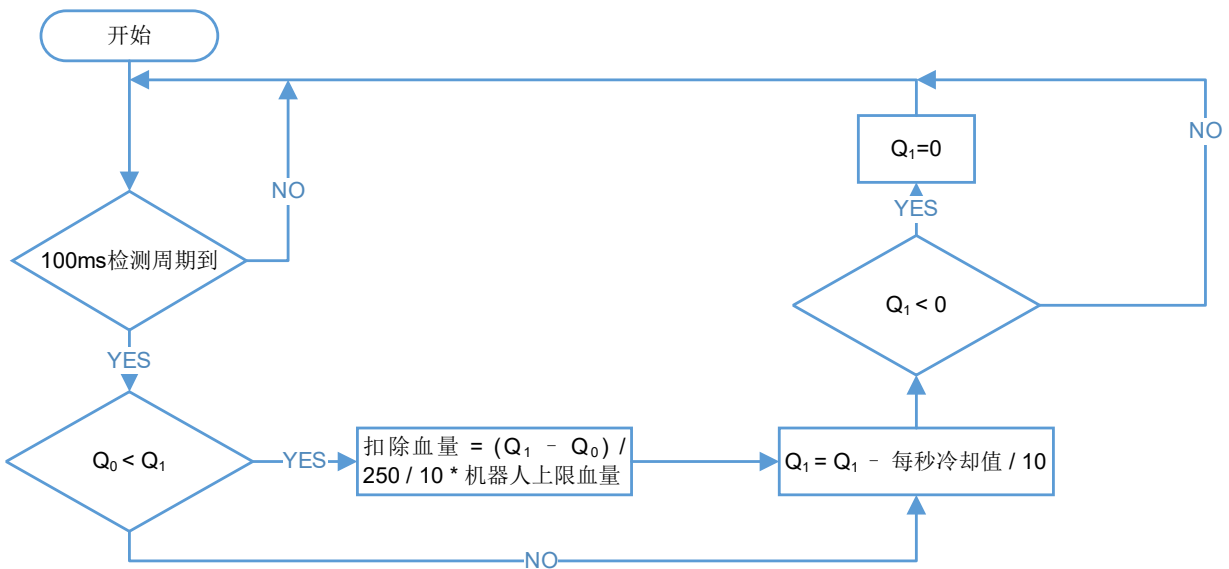 开始
NO
100ms检测周期到
YES
Q₀ < Q₁
YES
扣除血量 = (Q₁ – Q₀) /
250 / 10 * 机器人上限血量
Q₁ = Q₁ – 每秒冷却值 / 10
NO
Q₁ < 0
YES
Q₁=0
NO